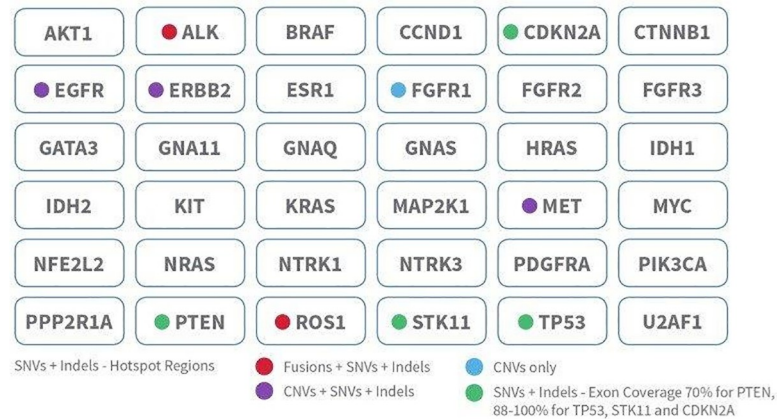 AKT1 ALK BRAF CCND1 CDKN2A CTNNB1
EGFR ERBB2 ESR1 FGFR1 FGFR2 FGFR3
GATA3 GNA11 GNAQ GNAS HRAS IDH1
IDH2 KIT KRAS MAP2K1 MET MYC
NFE2L2 NRAS NTRK1 NTRK3 PDGFRA PIK3CA
PPP2R1A PTEN ROS1 STK11 TP53 U2AF1
SNVs + Indels - Hotspot Regions
Fusions + SNVs + Indels
CNVs + SNVs + Indels
CNVs only
SNVs + Indels - Exon Coverage 70% for PTEN,
88-100% for TP53, STK11 and CDKN2A